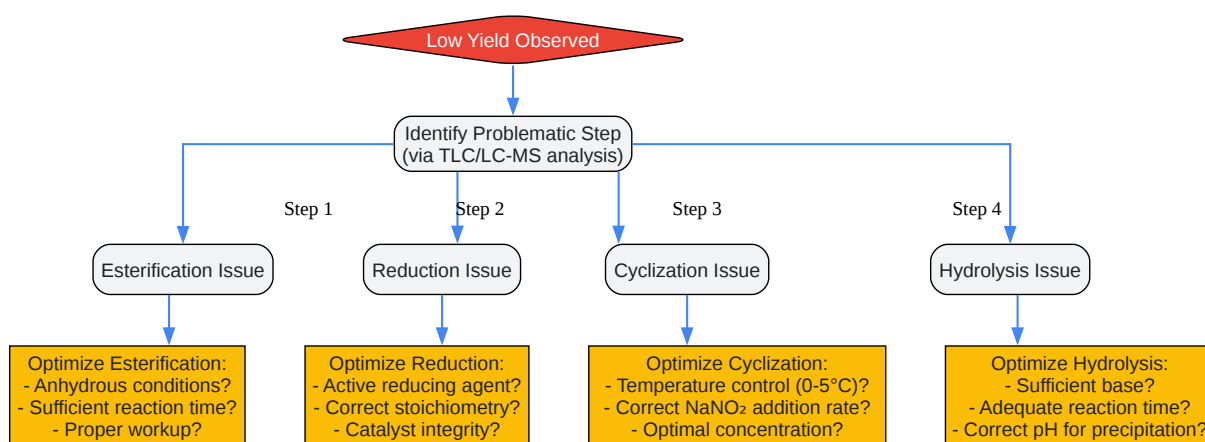 Low Yield Observed
Identify Problematic Step
(via TLC/LC-MS analysis)
Step 1
Step 2
Step 3
Step 4
Esterification Issue
Reduction Issue
Cyclization Issue
Hydrolysis Issue
Optimize Esterification:
- Anhydrous conditions?
- Sufficient reaction time?
- Proper workup?
Optimize Reduction:
- Active reducing agent?
- Correct stoichiometry?
- Catalyst integrity?
Optimize Cyclization:
- Temperature control (0-5°C)?
- Correct NaNO₂ addition rate?
- Optimal concentration?
Optimize Hydrolysis:
- Sufficient base?
- Adequate reaction time?
- Correct pH for precipitation?